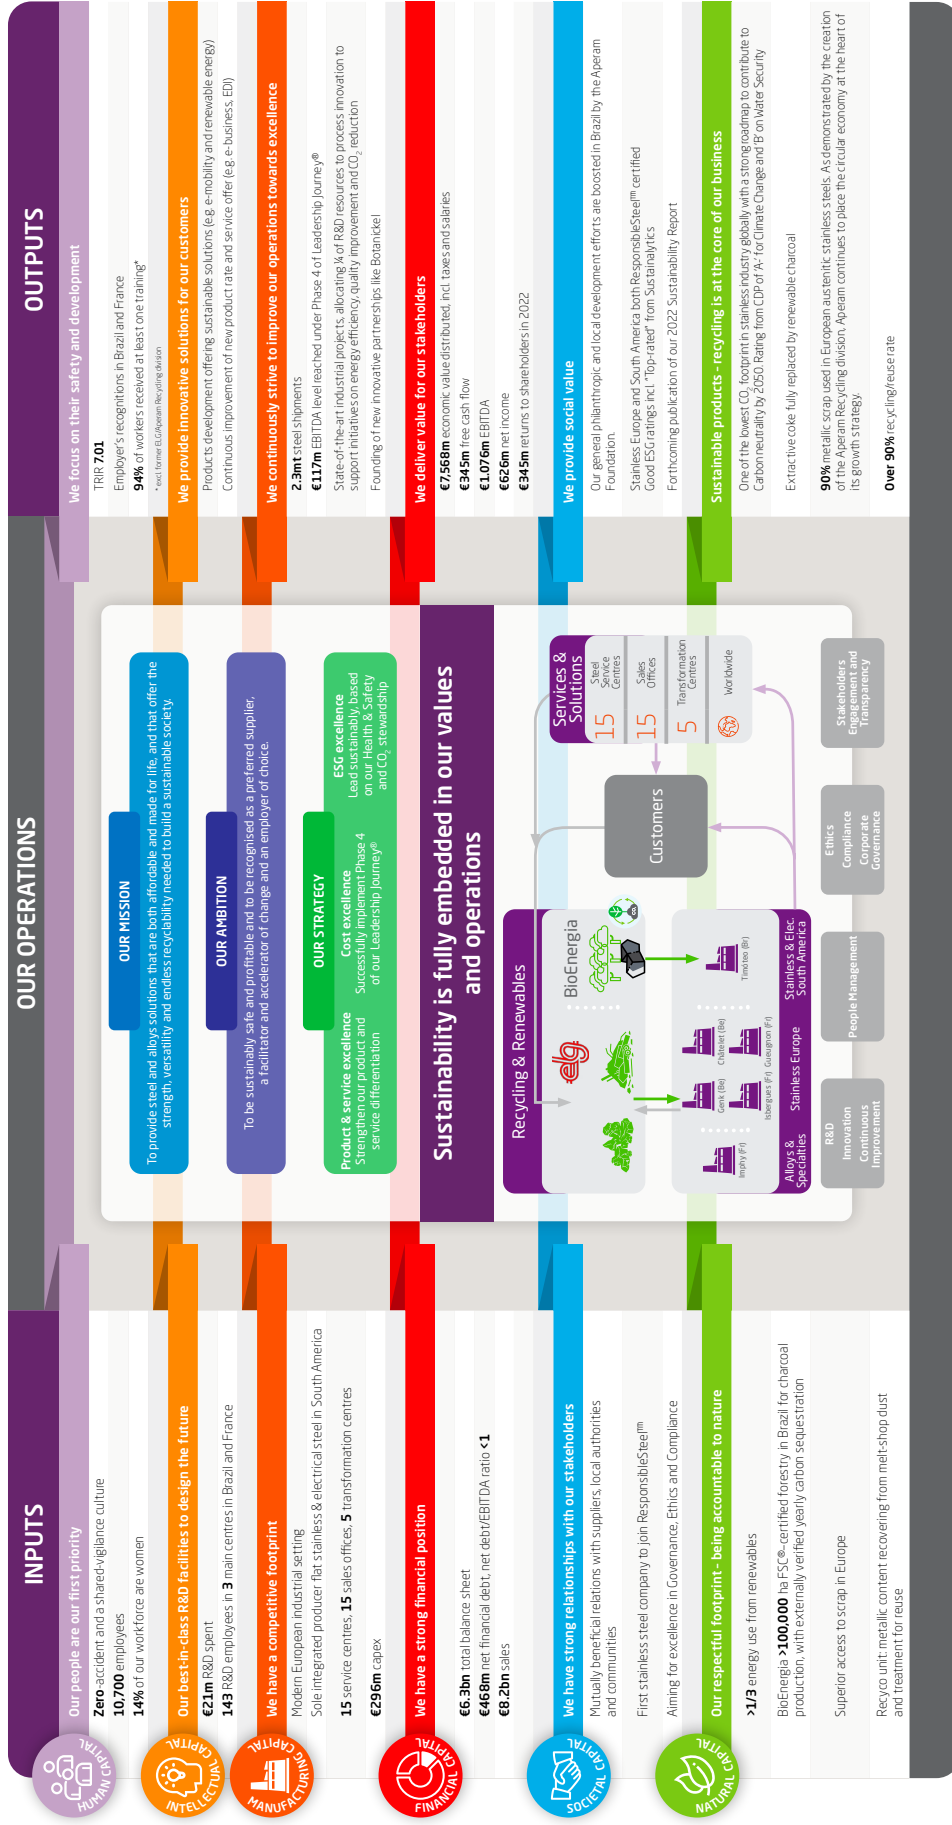 INPUTS
OUR OPERATIONS
OUTPUTS
HUMAN CAPITAL
Our people are our first priority
Zero-accident and a shared-vigilance culture
10,700 employees
14% of our workforce are women
INTELLECTUAL CAPITAL
Our best-in-class R&D facilities to design the future
€21m R&D spent
143 R&D employees in 3 main centres in Brazil and France
MANUFACTURING CAPITAL
We have a competitive footprint
Modern European industrial setting
Sole integrated producer flat stainless & electrical steel in South America
15 service centres, 15 sales offices, 5 transformation centres
€296m capex
FINANCIAL CAPITAL
We have a strong financial position
€6.3bn total balance sheet
€468m net financial debt, net debt/EBITDA ratio <1
€8.2bn sales
SOCIETAL CAPITAL
We have strong relationships with our stakeholders
Mutually beneficial relations with suppliers, local authorities
and communities
First stainless steel company to join ResponsibleSteel™
Aiming for excellence in Governance, Ethics and Compliance
NATURAL CAPITAL
Our respectful footprint - being accountable to nature
>1/3 energy use from renewables
BioEnergia >100,000 ha FSC®-certified forestry in Brazil for charcoal
production, with externally verified yearly carbon sequestration
Superior access to scrap in Europe
Recyco unit: metallic content recovering from melt-shop dust
and treatment for reuse
OUR MISSION
To provide steel and alloys solutions that are both affordable and made for life, and that offer the
strength, versatility and endless recyclability needed to build a sustainable society.
OUR AMBITION
To be sustainably safe and profitable and to be recognised as a preferred supplier,
a facilitator and accelerator of change and an employer of choice.
OUR STRATEGY
Product & service excellence
Strengthen our product and
service differentiation
Cost excellence
Successfully implement Phase 4
of our Leadership Journey®
ESG excellence
Lead sustainably, based
on our Health & Safety
and CO2 stewardship
Sustainability is fully embedded in our values
and operations
Recycling & Renewables
elg
BioEnergia
CO2
Imphy (Fr)
Genk (Be)
Châtelet (Be)
Isbergues (Fr)
Gueugnon (Fr)
Timóteo (Br)
Alloys &
Specialties
Stainless Europe
Stainless & Elec.
South America
Customers
Services &
Solutions
15 Steel
Service
Centres
15 Sales
Offices
5 Transformation
Centres
Worldwide
R&D
Innovation
Continuous
Improvement
People Management
Ethics
Compliance
Corporate
Governance
Stakeholders
Engagement and
Transparency
We focus on their safety and development
TRIR 7.01
Employer's recognitions in Brazil and France
94% of workers received at least one training*
* excl. former ELG/Aperam Recycling division
We provide innovative solutions for our customers
Products development offering sustainable solutions (e.g. e-mobility and renewable energy)
Continuous improvement of new product rate and service offer (e.g. e-business, EDI)
We continuously strive to improve our operations towards excellence
2.3mt steel shipments
€117m EBITDA level reached under Phase 4 of Leadership Journey®
State-of-the-art industrial projects, allocating ¼ of R&D resources to process innovation to
support initiatives on energy efficiency, quality improvement and CO2 reduction
Founding of new innovative partnerships like Botanickel
We deliver value for our stakeholders
€7,568m economic value distributed, incl. taxes and salaries
€345m free cash flow
€1.076m EBITDA
€626m net income
€345m returns to shareholders in 2022
We provide social value
Our general philanthropic and local development efforts are boosted in Brazil by the Aperam
Foundation.
Stainless Europe and South America both ResponsibleSteel™ certified
Good ESG ratings incl. "Top-rated" from Sustainalytics
Forthcoming publication of our 2022 Sustainability Report
Sustainable products - recycling is at the core of our business
One of the lowest CO2 footprint in stainless industry globally with a strong roadmap to contribute to
Carbon neutrality by 2050. Rating from CDP of 'A-' for Climate Change and 'B' on Water Security
Extractive coke fully replaced by renewable charcoal
90% metallic scrap used in European austenitic stainless steels. As demonstrated by the creation
of the Aperam Recycling division, Aperam continues to place the circular economy at the heart of
its growth strategy.
Over 90% recycling/reuse rate